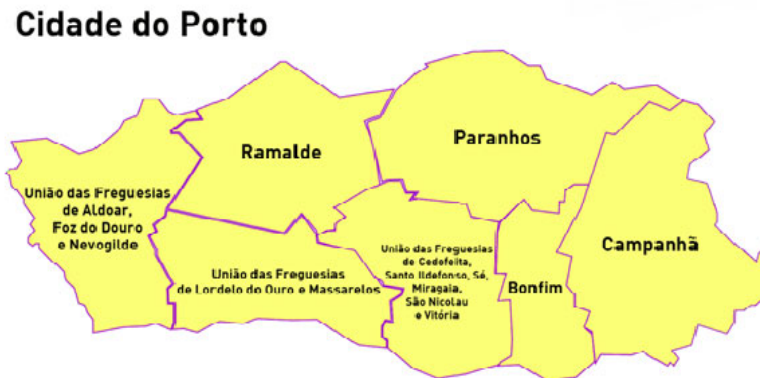 Cidade do Porto
Ramalde
Paranhos
União das Freguesias
de Aldoar,
Foz do Douro
e Nevogilde
União das Freguesias
de Lordelo do Ouro e Massarelos
União das Freguesias
de Cedofeita,
Santo Ildefonso, Sé,
Miragaia,
São Nicolau
e Vitória
Bonfim
Campanhã